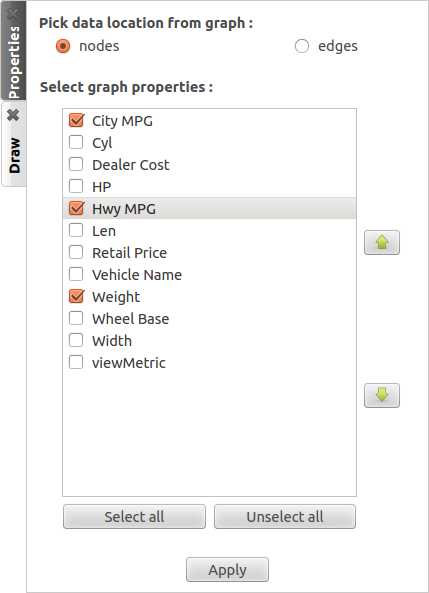 Properties
Draw
Pick data location from graph :
nodes
edges
Select graph properties :
City MPG
Cyl
Dealer Cost
HP
Hwy MPG
Len
Retail Price
Vehicle Name
Weight
Wheel Base
Width
viewMetric
Select all
Unselect all
Apply